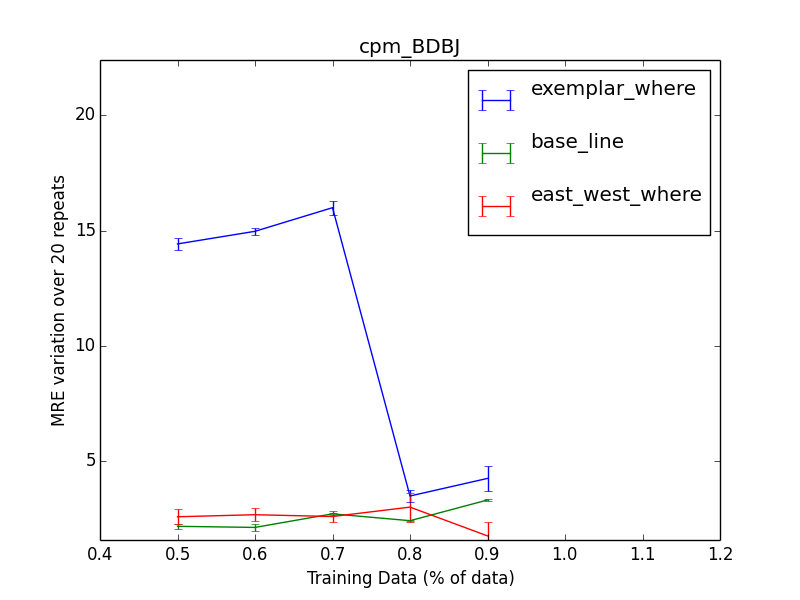 cpm_BDBJ
exemplar_where
base_line
east_west_where
MRE variation over 20 repeats
20
15
10
5
0.4 0.5 0.6 0.7 0.8 0.9 1.0 1.1 1.2
Training Data (% of data)